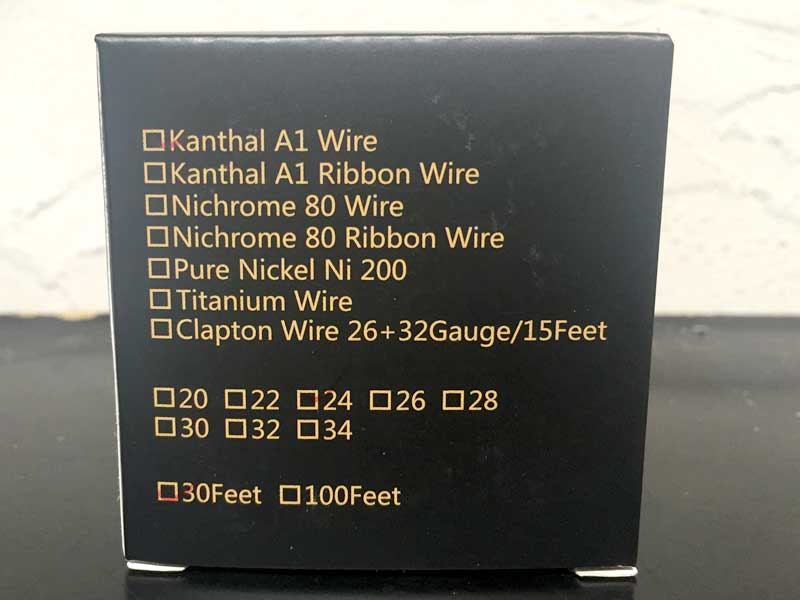 ☐Kanthal A1 Wire
☐Kanthal A1 Ribbon Wire
☐Nichrome 80 Wire
☐Nichrome 80 Ribbon Wire
☐Pure Nickel Ni 200
☐Titanium Wire
☐Clapton Wire 26+32Gauge/15Feet
☐20 ☐22 ☐24 ☐26 ☐28
☐30 ☐32 ☐34
☐30Feet ☐100Feet